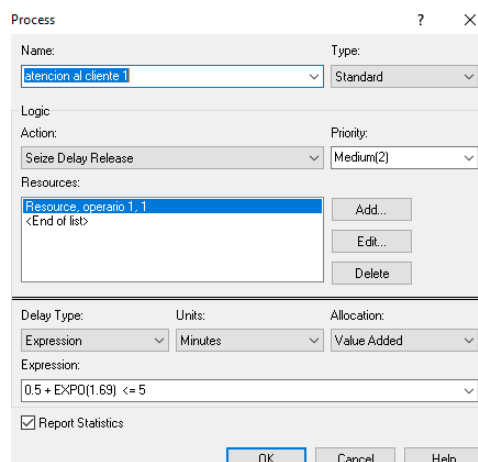 Process ? ×
Name: Type:
atencion al cliente 1 Standard
Logic
Action: Priority:
Seize Delay Release Medium(2)
Resources:
Resource, operario 1, 1
<End of list>
Add...
Edit...
Delete
Delay Type: Units: Allocation:
Expression Minutes Value Added
Expression:
0.5 + EXPO(1.69) <= 5
Report Statistics
OK Cancel Help